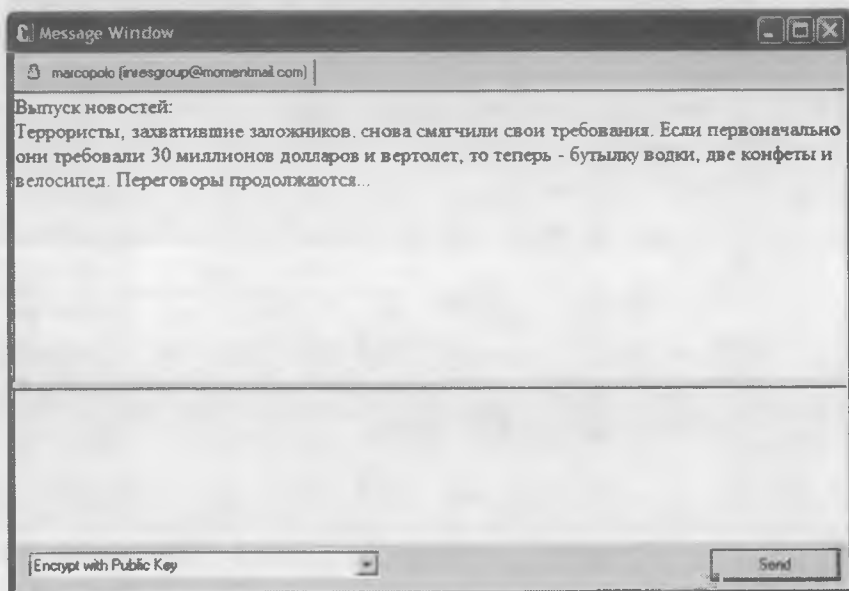 Message Window
marcopolo (inresgroup@momentmail.com)
Выпуск новостей:
Террористы, захватившие заложников. снова смягчили свои требования. Если первоначально
они требовали 30 миллионов долларов и вертолет, то теперь - бутылку водки, две конфеты и
велосипед. Переговоры продолжаются...
Encrypt with Public Key
Send